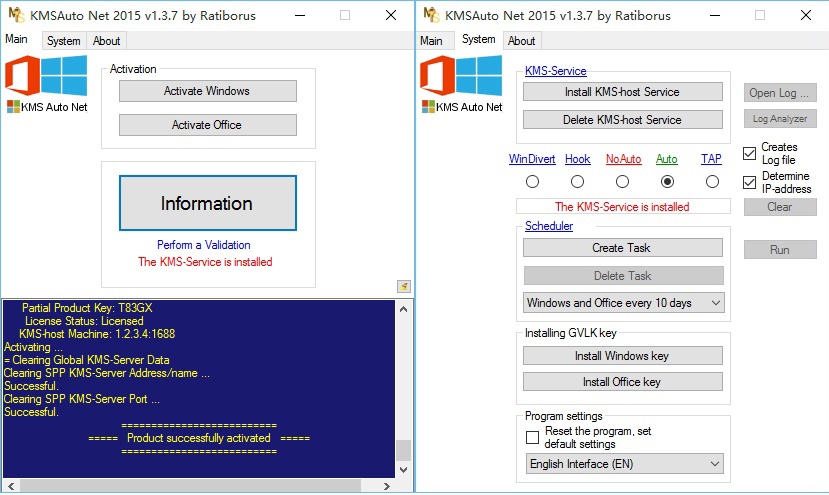 KMSAuto Net 2015 v1.3.7 by Ratiborus
Main
System
About
KMS Auto Net
Activation
Activate Windows
Activate Office
Information
Perform a Validation
The KMS-Service is installed
Partial Product Key: T83GX
License Status: Licensed
KMS-host Machine: 1.2.3.4:1688
Activating ...
= Clearing Global KMS-Server Data
Clearing SPP KMS-Server Address/name ...
Successful.
Clearing SPP KMS-Server Port ...
Successful.
==========================
===== Product successfully activated =====
==========================
KMSAuto Net 2015 v1.3.7 by Ratiborus
Main
System
About
KMS Auto Net
KMS-Service
Install KMS-host Service
Delete KMS-host Service
Open Log ...
Log Analyzer
Creates
Log file
Determine
IP-address
Clear
Run
WinDivert Hook NoAuto Auto TAP
The KMS-Service is installed
Scheduler
Create Task
Delete Task
Windows and Office every 10 days
Installing GVLK key
Install Windows key
Install Office key
Program settings
Reset the program, set
default settings
English Interface (EN)